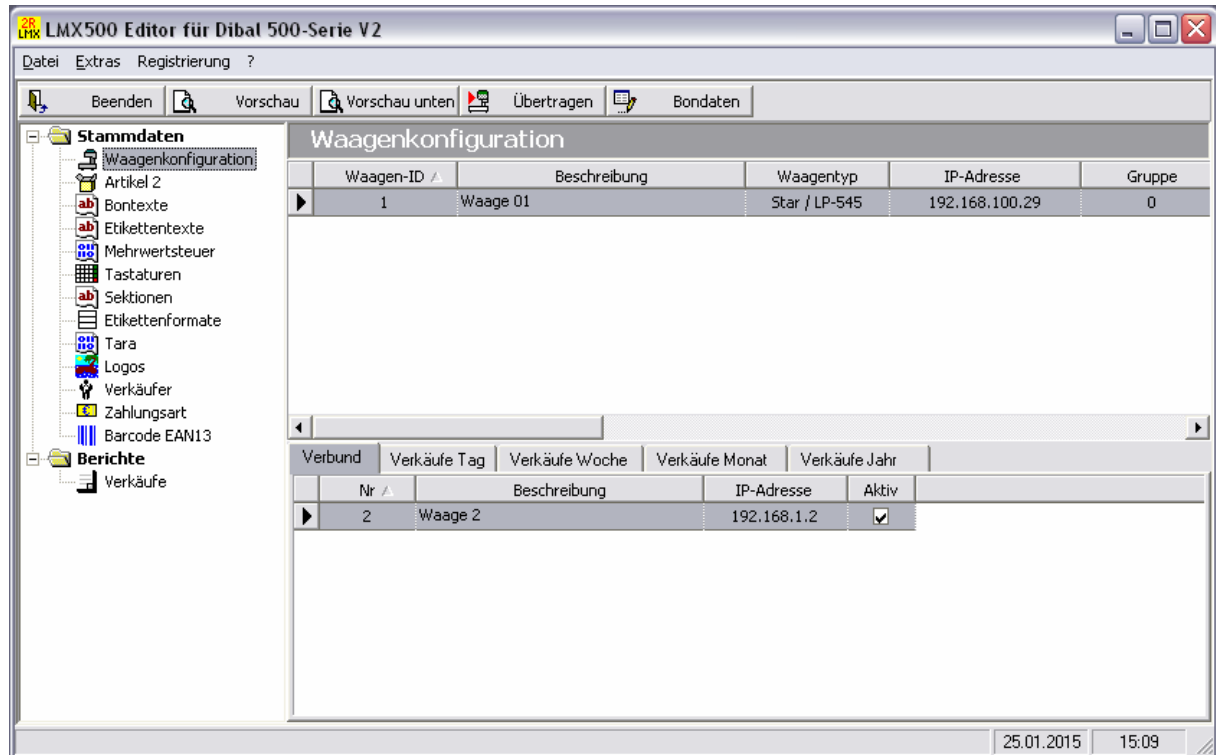 2R LMX LMX500 Editor für Dibal 500-Serie V2
Datei Extras Registrierung ?
Beenden Vorschau Vorschau unten Übertragen Bondaten
Stammdaten
Waagenkonfiguration
Artikel 2
Bontexte
Etikettentexte
Mehrwertsteuer
Tastaturen
Sektionen
Etikettenformate
Tara
Logos
Verkäufer
Zahlungsart
Barcode EAN13
Berichte
Verkäufe
Waagenkonfiguration
Waagen-ID Beschreibung Waagentyp IP-Adresse Gruppe
1 Waage 01 Star / LP-545 192.168.100.29 0
Verbund Verkäufe Tag Verkäufe Woche Verkäufe Monat Verkäufe Jahr
Nr Beschreibung IP-Adresse Aktiv
2 Waage 2 192.168.1.2
25.01.2015 15:09